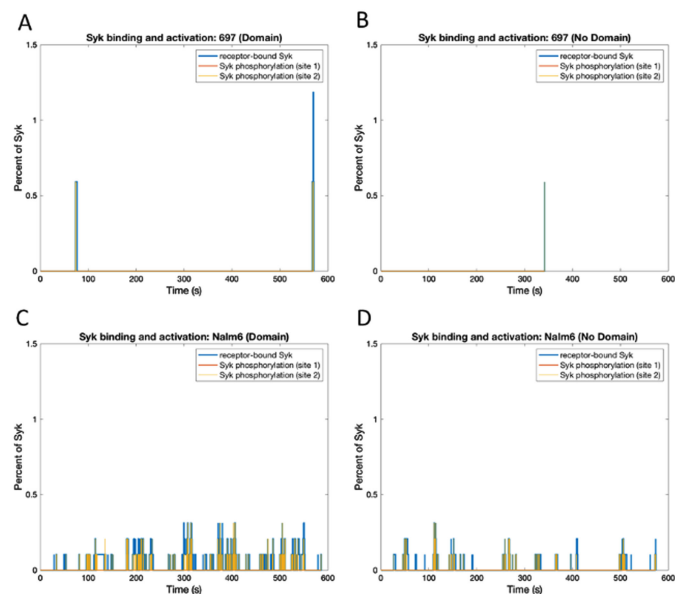 A
Syk binding and activation: 697 (Domain)
receptor-bound Syk
Syk phosphorylation (site 1)
Syk phosphorylation (site 2)
Percent of Syk
1.5
1
0.5
0
0 100 200 300 400 500 600
Time (s)
B
Syk binding and activation: 697 (No Domain)
receptor-bound Syk
Syk phosphorylation (site 1)
Syk phosphorylation (site 2)
Percent of Syk
1.5
1
0.5
0
0 100 200 300 400 500 600
Time (s)
C
Syk binding and activation: Nalm6 (Domain)
receptor-bound Syk
Syk phosphorylation (site 1)
Syk phosphorylation (site 2)
Percent of Syk
1.5
1
0.5
0
0 100 200 300 400 500 600
Time (s)
D
Syk binding and activation: Nalm6 (No Domain)
receptor-bound Syk
Syk phosphorylation (site 1)
Syk phosphorylation (site 2)
Percent of Syk
1.5
1
0.5
0
0 100 200 300 400 500 600
Time (s)